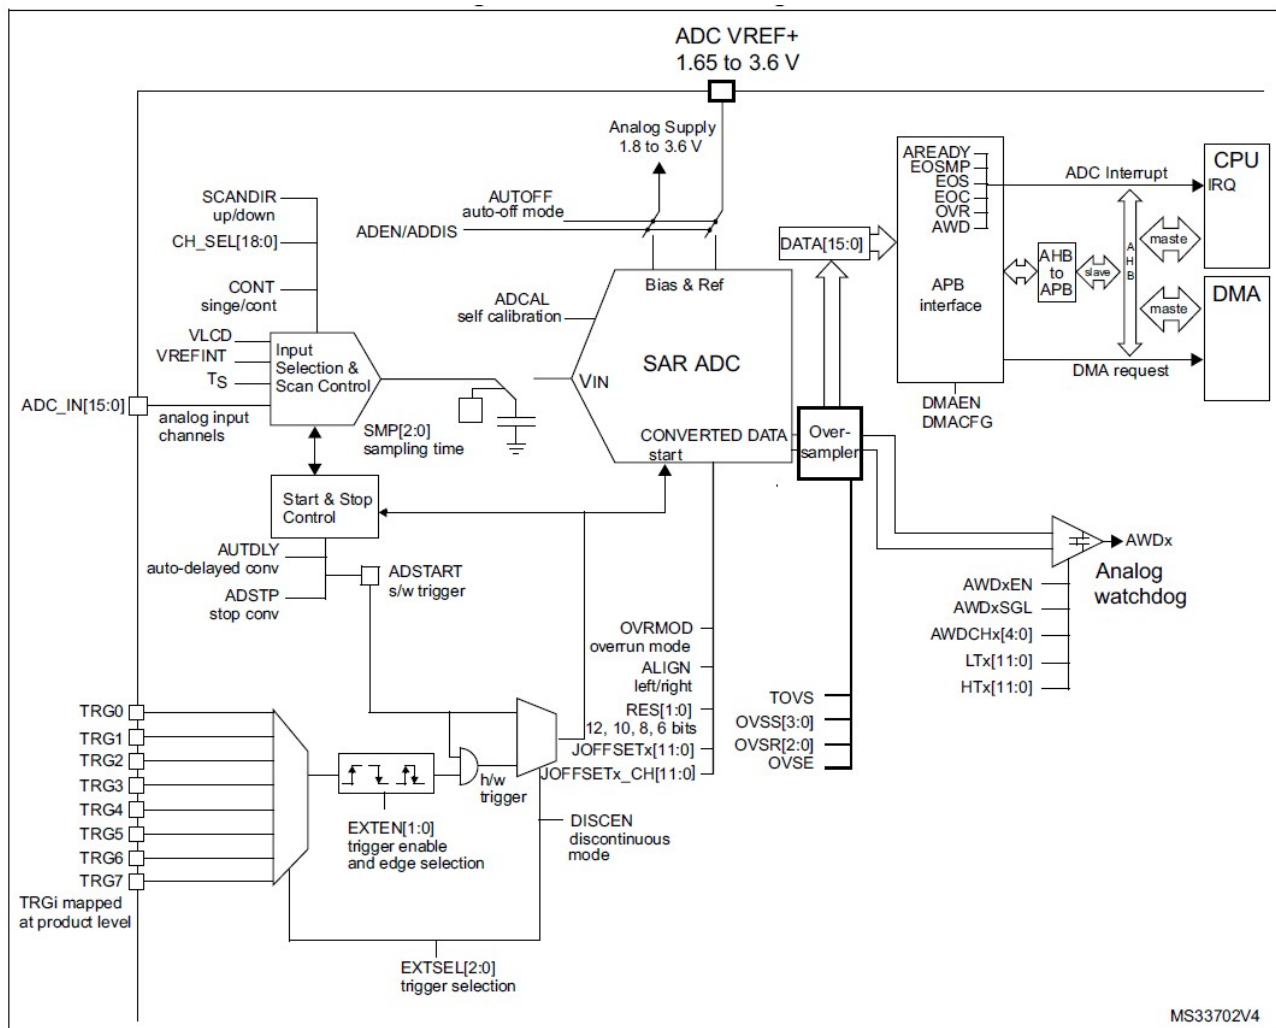 ADC VREF+
1.65 to 3.6 V
Analog Supply
1.8 to 3.6 V
SCANDIR
up/down
CH_SEL[18:0]
CONT
singe/cont
VLCD
VREFINT
TS
ADC_IN[15:0]
analog input
channels
Input
Selection &
Scan Control
AUTOFF
auto-off mode
ADEN/ADDIS
ADCAL
self calibration
Bias & Ref
VIN
SAR ADC
CONVERTED DATA
start
SMP[2:0]
sampling time
DATA[15:0]
AREADY
EOSMP
EOS
EOC
OVR
AWD
APB
interface
ADC Interrupt
CPU
IRQ
AHB
to
APB
slave
AHB
maste
maste
DMA
DMA request
DMAEN
DMACFG
Over-
sampler
Start & Stop
Control
AUTDLY
auto-delayed conv
ADSTP
stop conv
ADSTART
s/w trigger
AWDx
Analog
watchdog
AWDxEN
AWDxSGL
AWDCHx[4:0]
LTx[11:0]
HTx[11:0]
OVRMOD
overrun mode
ALIGN
left/right
RES[1:0]
12, 10, 8, 6 bits
JOFFSETx[11:0]
JOFFSETx_CH[11:0]
TOVS
OVSS[3:0]
OVSR[2:0]
OVSE
TRG0
TRG1
TRG2
TRG3
TRG4
TRG5
TRG6
TRG7
TRGi mapped
at product level
h/w
trigger
EXTEN[1:0]
trigger enable
and edge selection
DISCEN
discontinuous
mode
EXTSEL[2:0]
trigger selection
MS33702V4